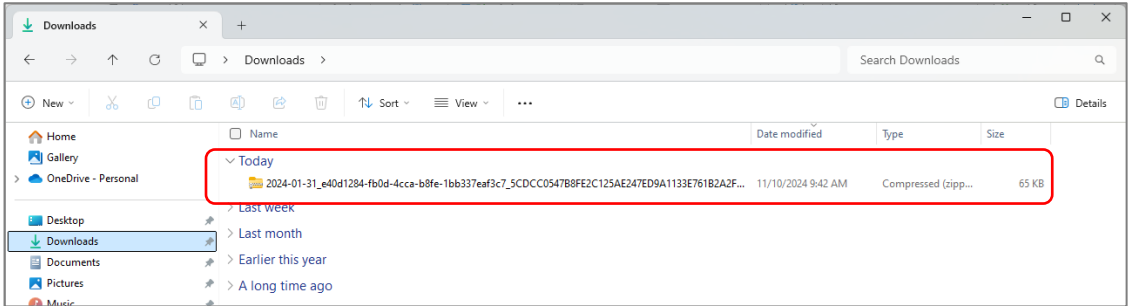 Downloads
Downloads
Search Downloads
New Sort View ... Details
Name Date modified Type Size
Home
Gallery
OneDrive - Personal
Desktop
Downloads
Documents
Pictures
Music
Today
2024-01-31_e40d1284-fb0d-4cca-b8fe-1bb337eaf3c7_5CDCC0547B8FE2C125AE247ED9A1133E761B2A2F... 11/10/2024 9:42 AM Compressed (zipp... 65 KB
Last week
Last month
Earlier this year
A long time ago